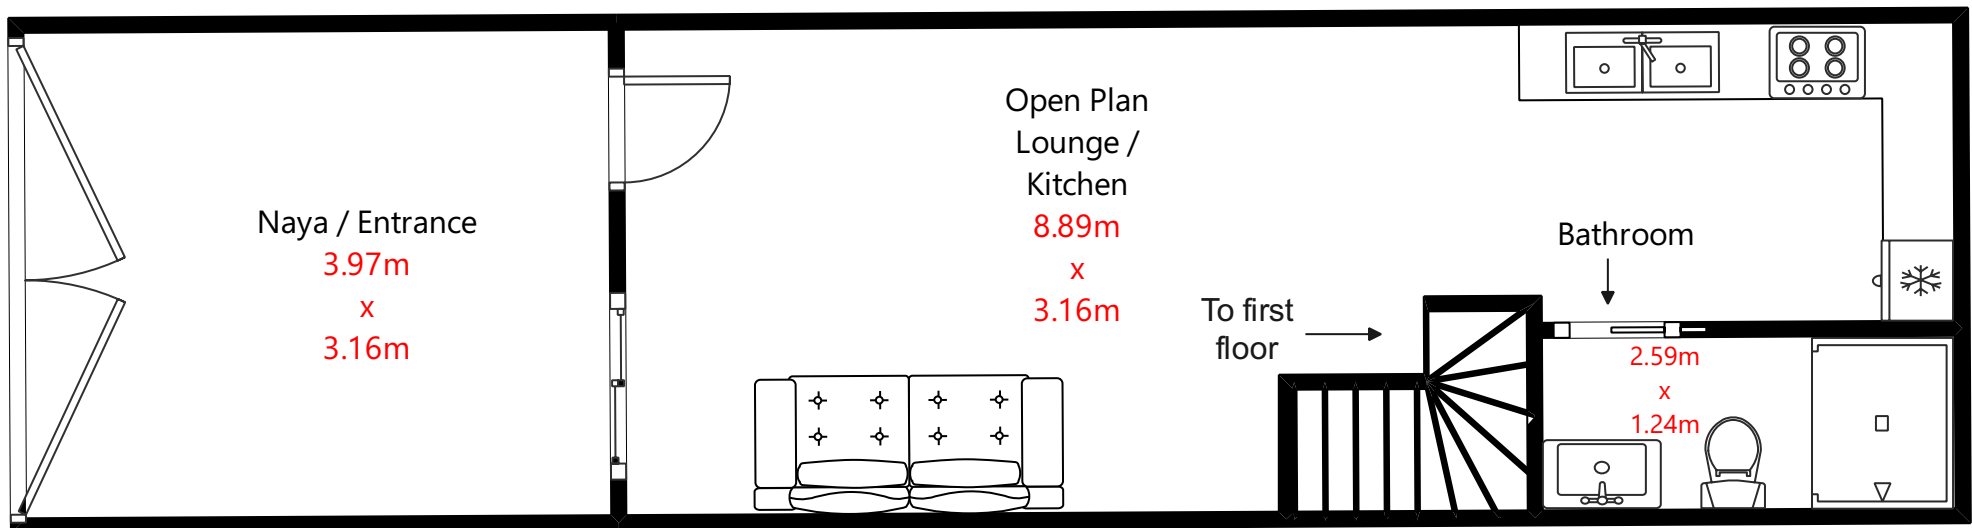 Naya / Entrance
3.97m
x
3.16m
Open Plan
Lounge /
Kitchen
8.89m
x
3.16m
To first
floor
Bathroom
2.59m
x
1.24m